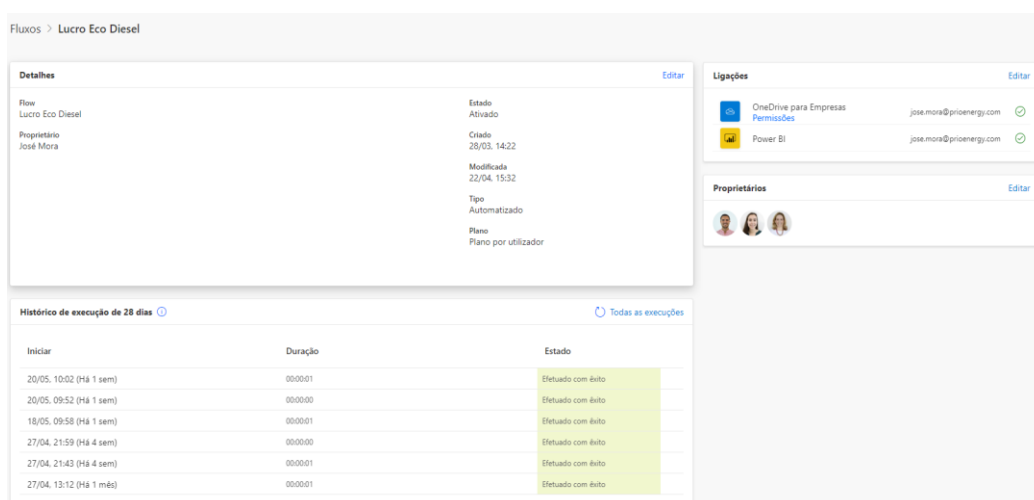 Fluxos > Lucro Eco Diesel
Detalhes
Editar
Flow
Lucro Eco Diesel
Proprietário
José Mora
Estado
Ativado
Criado
28/03, 14:22
Modificada
22/04, 15:32
Tipo
Automatizado
Plano
Plano por utilizador
Ligações
Editar
OneDrive para Empresas
Permissões
jose.mora@prioenergy.com
Power BI
jose.mora@prioenergy.com
Proprietários
Editar
Histórico de execução de 28 dias
Todas as execuções
Iniciar Duração Estado
20/05, 10:02 (Há 1 sem) 00:00:01 Efetuado com êxito
20/05, 09:52 (Há 1 sem) 00:00:00 Efetuado com êxito
18/05, 09:58 (Há 1 sem) 00:00:01 Efetuado com êxito
27/04, 21:59 (Há 4 sem) 00:00:00 Efetuado com êxito
27/04, 21:43 (Há 4 sem) 00:00:01 Efetuado com êxito
27/04, 13:12 (Há 1 mês) 00:00:01 Efetuado com êxito